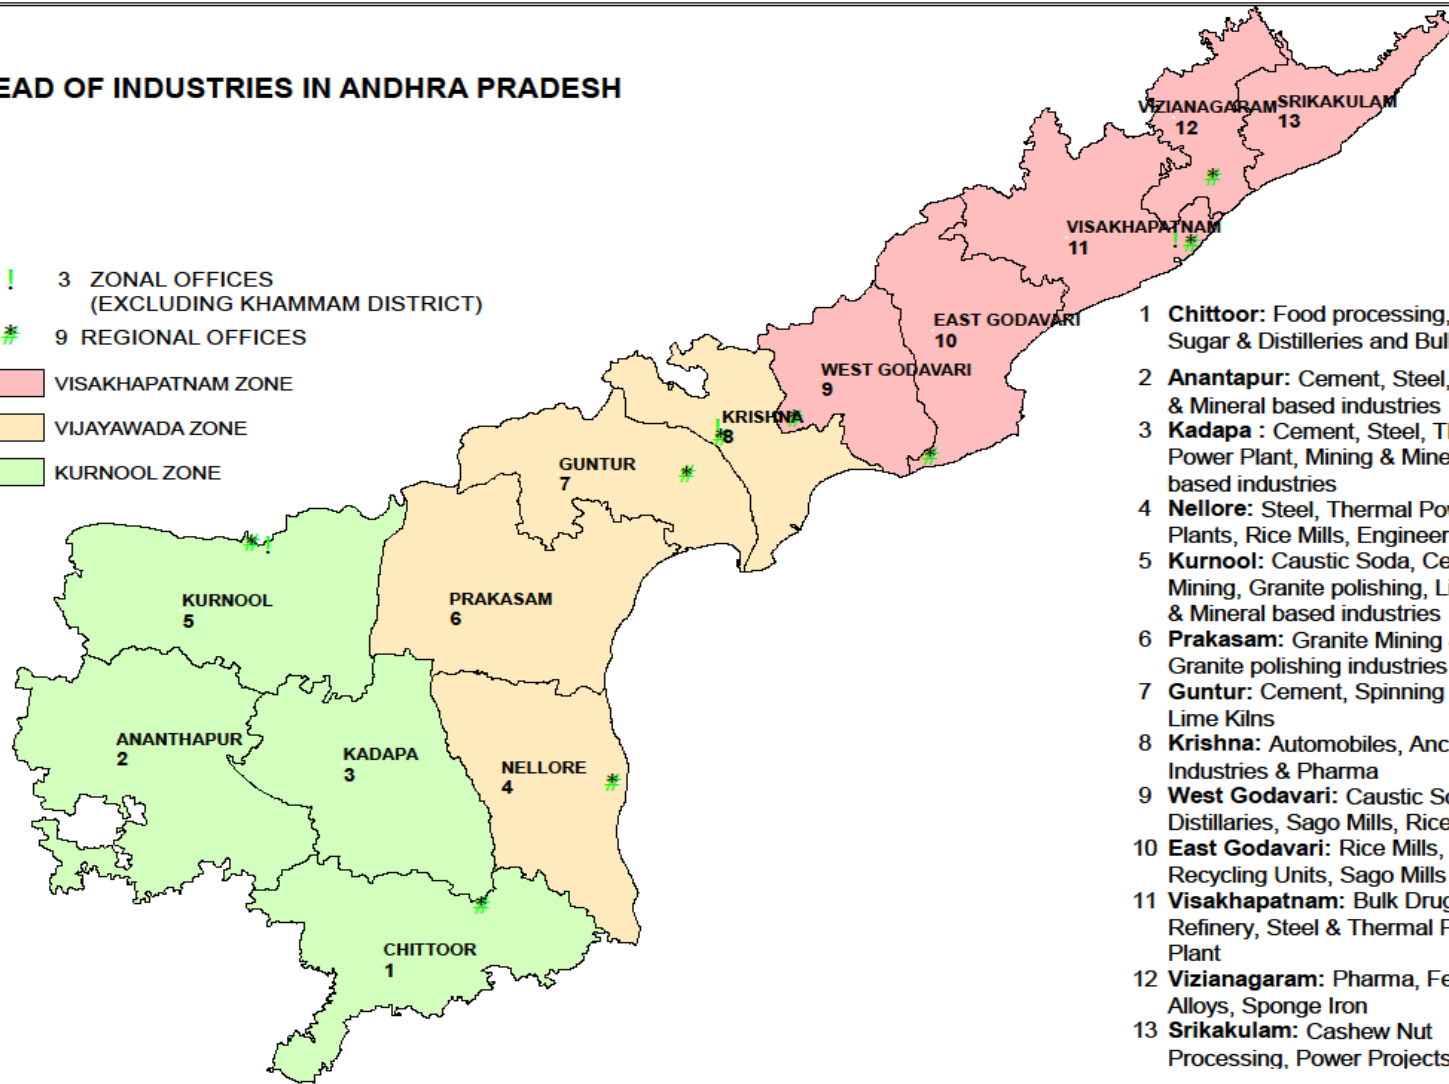 EAD OF INDUSTRIES IN ANDHRA PRADESH
! 3 ZONAL OFFICES
(EXCLUDING KHAMMAM DISTRICT)
9 REGIONAL OFFICES
VISAKHAPATNAM ZONE
VIJAYAWADA ZONE
KURNOOL ZONE
VIZIANAGARAM
12
SRIKAKULAM
13
VISAKHAPATNAM
11
EAST GODAVARI
10
WEST GODAVARI
9
KRISHNA
8
GUNTUR
7
PRAKASAM
6
KURNOOL
5
ANANTHAPUR
2
KADAPA
3
NELLORE
4
CHITTOOR
1
1 Chittoor: Food processing,
Sugar & Distilleries and Bul
2 Anantapur: Cement, Steel,
& Mineral based industries
3 Kadapa : Cement, Steel, T
Power Plant, Mining & Mine
based industries
4 Nellore: Steel, Thermal Po
Plants, Rice Mills, Engineer
5 Kurnool: Caustic Soda, Ce
Mining, Granite polishing, Li
& Mineral based industries
6 Prakasam: Granite Mining
Granite polishing industries
7 Guntur: Cement, Spinning
Lime Kilns
8 Krishna: Automobiles, Anc
Industries & Pharma
9 West Godavari: Caustic So
Distillaries, Sago Mills, Rice
10 East Godavari: Rice Mills,
Recycling Units, Sago Mills
11 Visakhapatnam: Bulk Drug
Refinery, Steel & Thermal P
Plant
12 Vizianagaram: Pharma, Fe
Alloys, Sponge Iron
13 Srikakulam: Cashew Nut
Processing, Power Projects